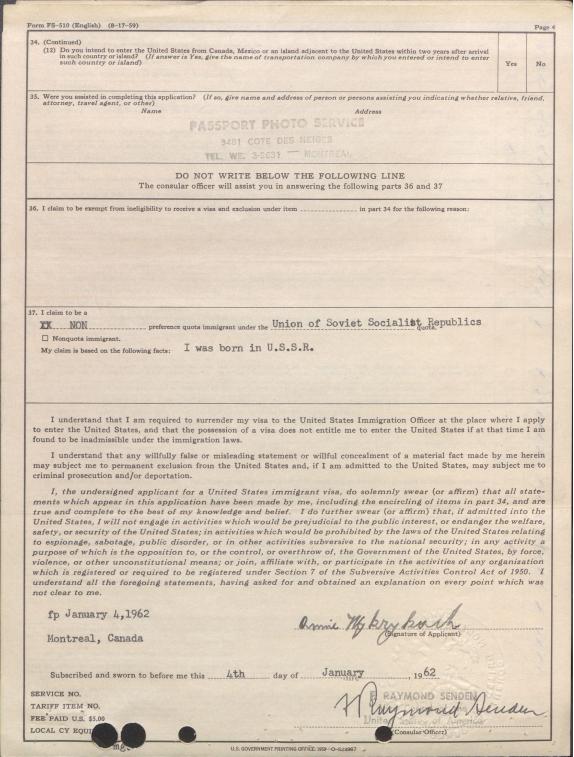 Form FS-510 (English) (8-17-59) Page 4
34. (Continued)
(12) Do you intend to enter the United States from Canada, Mexico or an island adjacent to the United States within two years after arrival
in such country or island? (If answer is Yes, give the name of transportation company by which you entered or intend to enter
such country or island)
Yes No
35. Were you assisted in completing this application? (If so, give name and address of person or persons assisting you indicating whether relative, friend,
attorney, travel agent, or other)
Name Address
PASSPORT PHOTO SERVICE
COTE DES NEIGES
TEL. WE. 3-5631 — MONTREAL
DO NOT WRITE BELOW THE FOLLOWING LINE
The consular officer will assist you in answering the following parts 36 and 37
36. I claim to be exempt from ineligibility to receive a visa and exclusion under item ............ in part 34 for the following reason:
37. I claim to be a
XX NON preference quota immigrant under the Union of Soviet Socialist Republics quota.
☐ Nonquota immigrant.
My claim is based on the following facts: I was born in U.S.S.R.
I understand that I am required to surrender my visa to the United States Immigration Officer at the place where I apply
to enter the United States, and that the possession of a visa does not entitle me to enter the United States if at that time I am
found to be inadmissible under the immigration laws.
I understand that any willfully false or misleading statement or willful concealment of a material fact made by me herein
may subject me to permanent exclusion from the United States and, if I am admitted to the United States, may subject me to
criminal prosecution and/or deportation.
I, the undersigned applicant for a United States immigrant visa, do solemnly swear (or affirm) that all state-
ments which appear in this application have been made by me, including the encircling of items in part 34, and are
true and complete to the best of my knowledge and belief. I do further swear (or affirm) that, if admitted into the
United States, I will not engage in activities which would be prejudicial to the public interest, or endanger the welfare,
safety, or security of the United States; in activities which would be prohibited by the laws of the United States relating
to espionage, sabotage, public disorder, or in other activities subversive to the national security; in any activity a
purpose of which is the opposition to, or the control, or overthrow of, the Government of the United States, by force,
violence, or other unconstitutional means; or join, affiliate with, or participate in the activities of any organization
which is registered or required to be registered under Section 7 of the Subversive Activities Control Act of 1950. I
understand all the foregoing statements, having asked for and obtained an explanation on every point which was
not clear to me.
fp January 4,1962
Annie
(Signature of Applicant)
Montreal, Canada
Subscribed and sworn to before me this 4th day of January 1962
SERVICE NO.
TARIFF ITEM NO.
FEE PAID U.S. $5.00
LOCAL CY EQUI
mg.
RAYMOND SENDEN
Raymond Senden
United States of America
(Consular Officer)
U.S. GOVERNMENT PRINTING OFFICE: